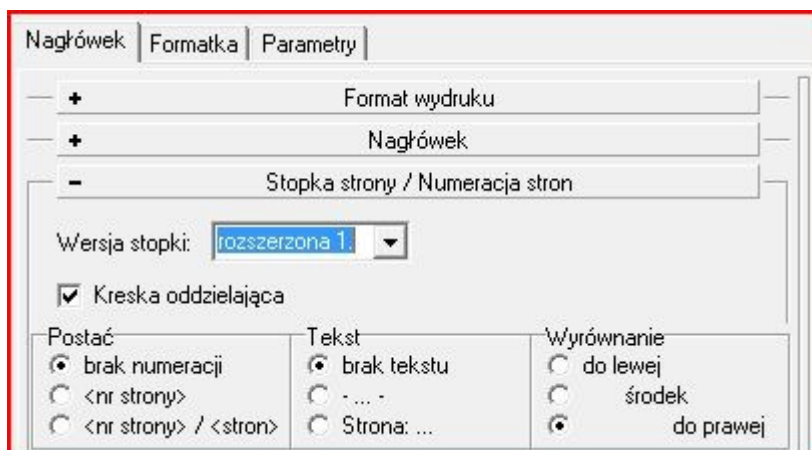 Nagłówek Formatka Parametry
+ Format wydruku
+ Nagłówek
- Stopka strony / Numeracja stron
Wersja stopki: rozszerzona 1.
Kreska oddzielająca
Postać Tekst Wyrównanie
brak numeracji brak tekstu do lewej
<nr strony> - ... - środek
<nr strony> / <stron> Strona: ... do prawej